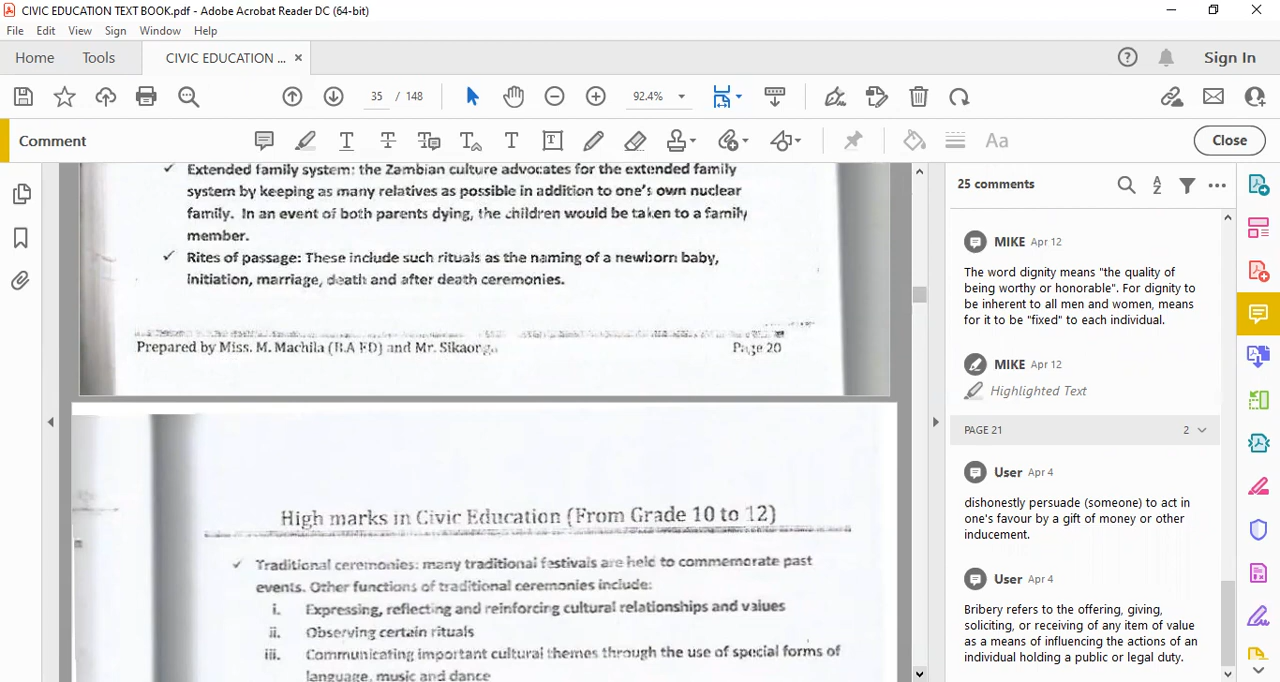 CIVIC EDUCATION TEXT BOOK.pdf - Adobe Acrobat Reader DC (64-bit)
File Edit View Sign Window Help
Home Tools CIVIC EDUCATION ... × Sign In
35 / 148 92.4%
Comment Close
✓ Extended family system: the Zambian culture advocates for the extended family
system by keeping as many relatives as possible in addition to one's own nuclear
family. In an event of both parents dying, the children would be taken to a family
member.
✓ Rites of passage: These include such rituals as the naming of a newborn baby,
initiation, marriage, death and after death ceremonies.
Prepared by Miss. M. Machila (B.A ED) and Mr. Page 20
High marks in Civic Education (From Grade 10 to 12)
✓ Traditional ceremonies: many traditional festivals are held to commemorate past
events. Other functions of traditional ceremonies include:
i. Expressing, reflecting and reinforcing cultural relationships and values
ii. Observing certain rituals
iii. Communicating important cultural themes through the use of special forms of
language, music and dance
25 comments
MIKE Apr 12
The word dignity means "the quality of
being worthy or honorable". For dignity to
be inherent to all men and women, means
for it to be "fixed" to each individual.
MIKE Apr 12
Highlighted Text
PAGE 21 2
User Apr 4
dishonestly persuade (someone) to act in
one's favour by a gift of money or other
inducement.
User Apr 4
Bribery refers to the offering, giving,
soliciting, or receiving of any item of value
as a means of influencing the actions of an
individual holding a public or legal duty.